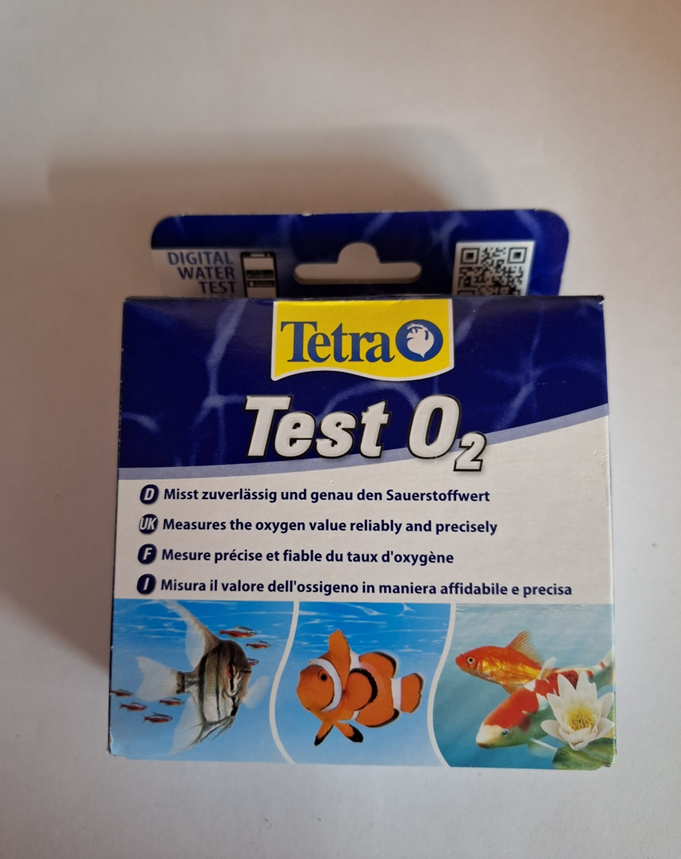 DIGITAL
WATER
TEST
Tetra
Test O₂
D Misst zuverlässig und genau den Sauerstoffwert
UK Measures the oxygen value reliably and precisely
F Mesure précise et fiable du taux d'oxygène
I Misura il valore dell'ossigeno in maniera affidabile e precisa